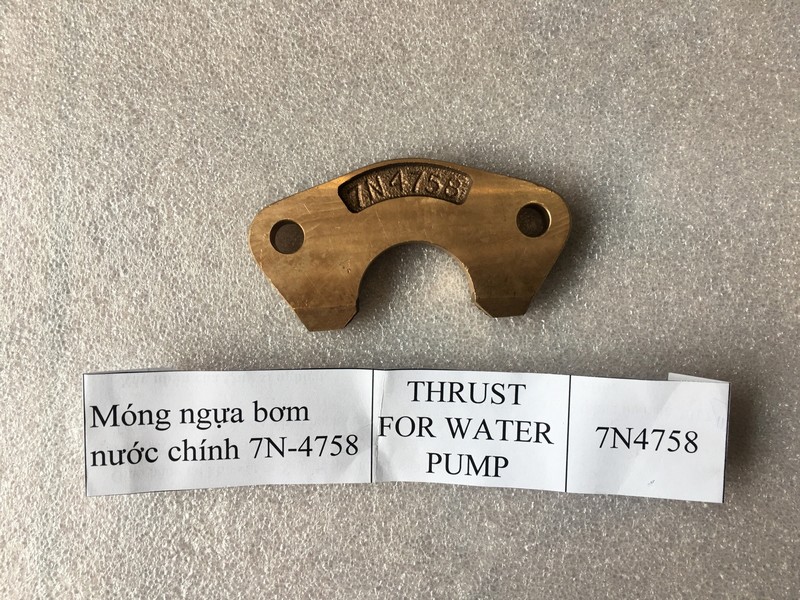 7N4758
Móng ngựa bơm
nước chính 7N-4758
THRUST
FOR WATER
PUMP
7N4758